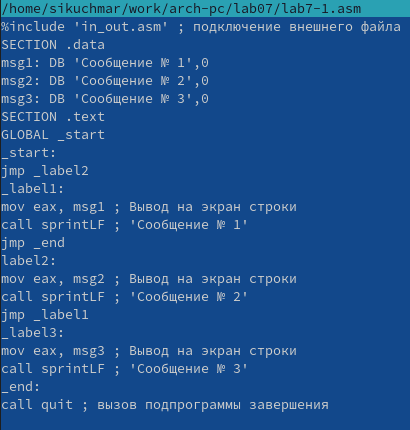 /home/sikuchmar/work/arch-pc/lab07/lab7-1.asm
%include 'in_out.asm' ; подключение внешнего файла
SECTION .data
msg1: DB 'Сообщение № 1',0
msg2: DB 'Сообщение № 2',0
msg3: DB 'Сообщение № 3',0
SECTION .text
GLOBAL _start
_start:
jmp _label2
_label1:
mov eax, msg1 ; Вывод на экран строки
call sprintLF ; 'Сообщение № 1'
jmp _end
label2:
mov eax, msg2 ; Вывод на экран строки
call sprintLF ; 'Сообщение № 2'
jmp _label1
_label3:
mov eax, msg3 ; Вывод на экран строки
call sprintLF ; 'Сообщение № 3'
_end:
call quit ; вызов подпрограммы завершения